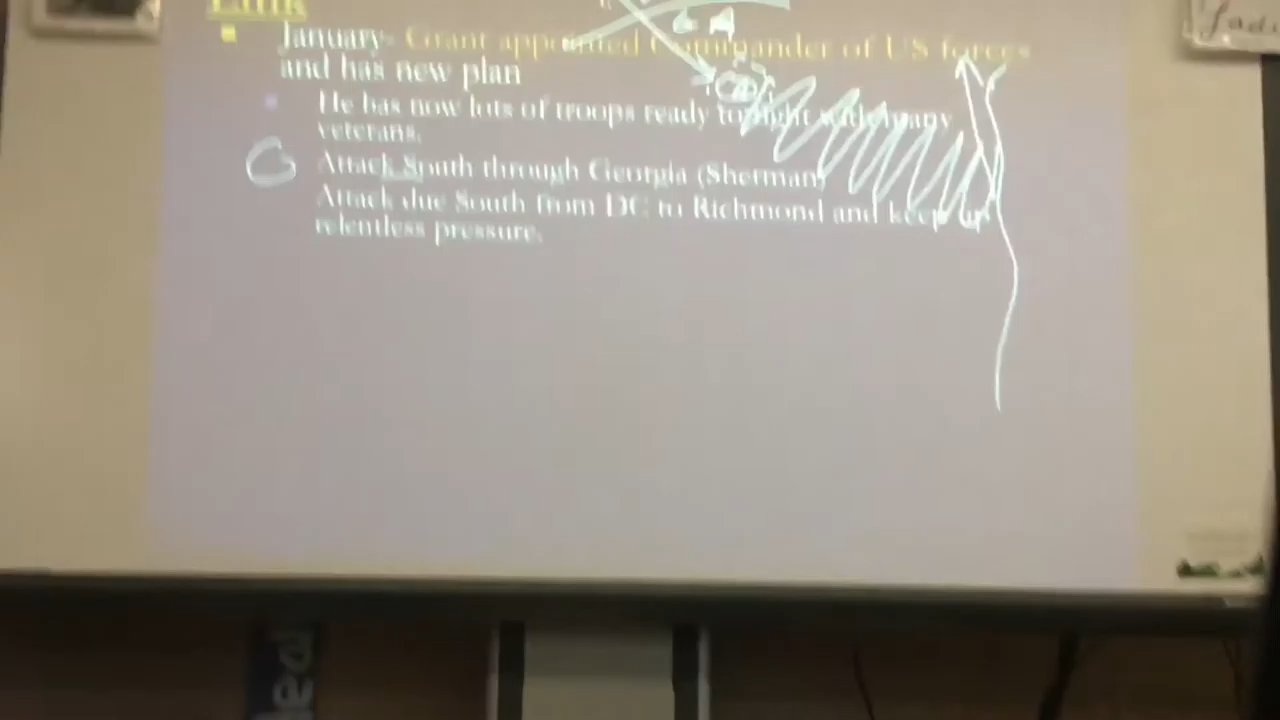 Link
January- Grant appointed Commander of US forces
and has new plan
He has now lots of troops ready to fight with many
veterans.
Attack South through Georgia (Sherman)
Attack due South from DC to Richmond and keep up
relentless pressure.